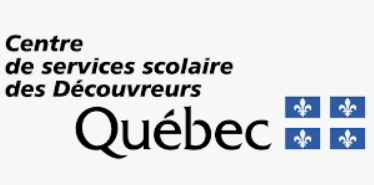 Centre
de services scolaire
des Découvreurs
Québec